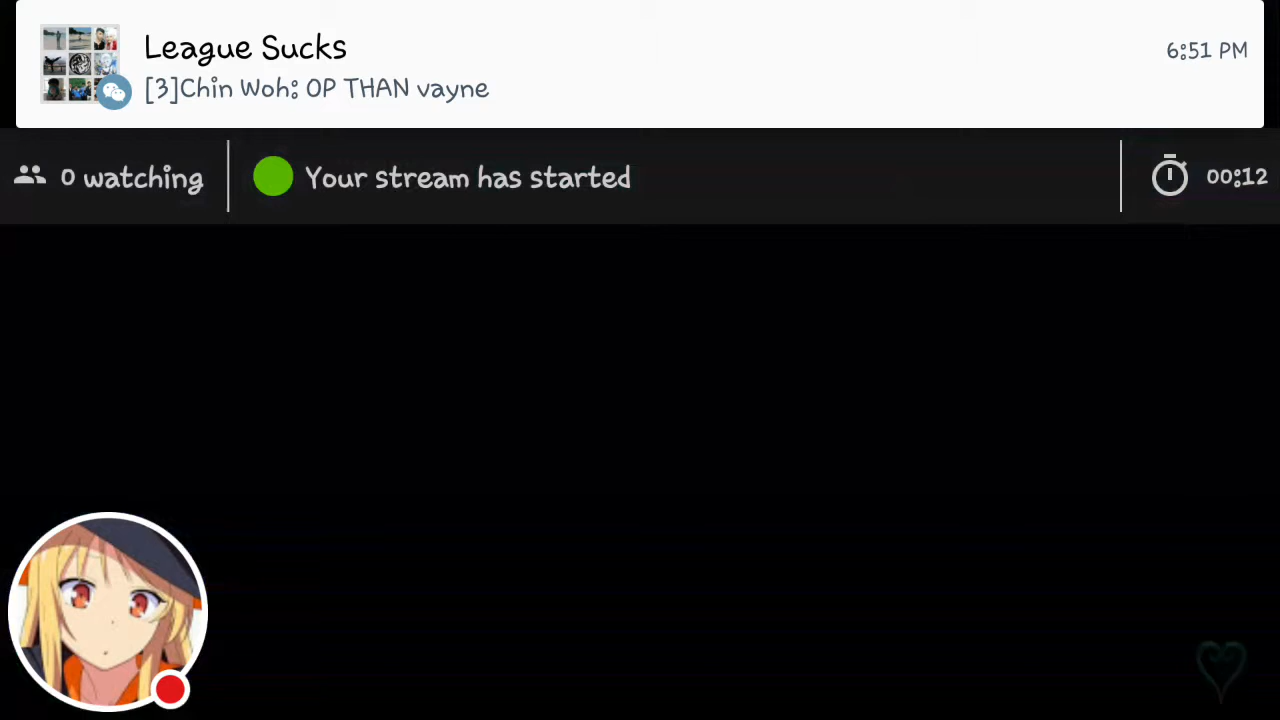 League Sucks
6:51 PM
[3]Chin Woh: OP THAN vayne
0 watching
Your stream has started
00:12